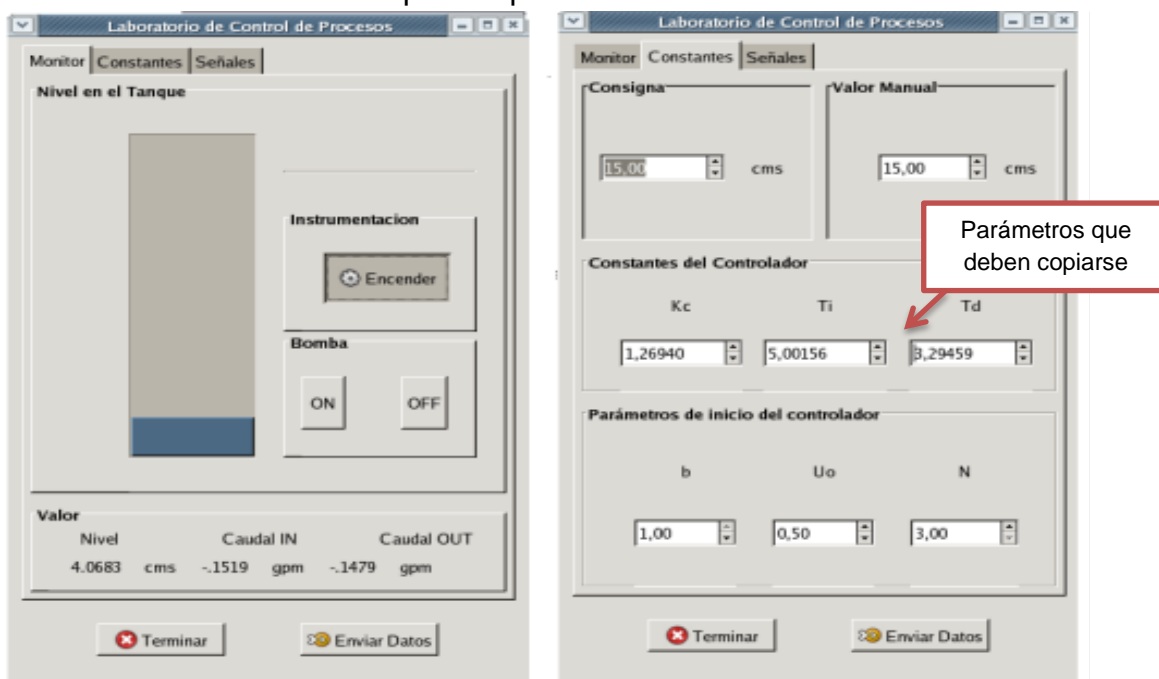 Laboratorio de Control de Procesos
Monitor Constantes Señales
Nivel en el Tanque
Instrumentacion
Encender
Bomba
ON OFF
Valor
Nivel Caudal IN Caudal OUT
4.0683 cms -.1519 gpm -.1479 gpm
Terminar Enviar Datos
Laboratorio de Control de Procesos
Monitor Constantes Señales
Consigna Valor Manual
15,00 cms 15,00 cms
Parámetros que
deben copiarse
Constantes del Controlador
Kc Ti Td
1,26940 5,00156 3,29459
Parámetros de inicio del controlador
b Uo N
1,00 0,50 3,00
Terminar Enviar Datos